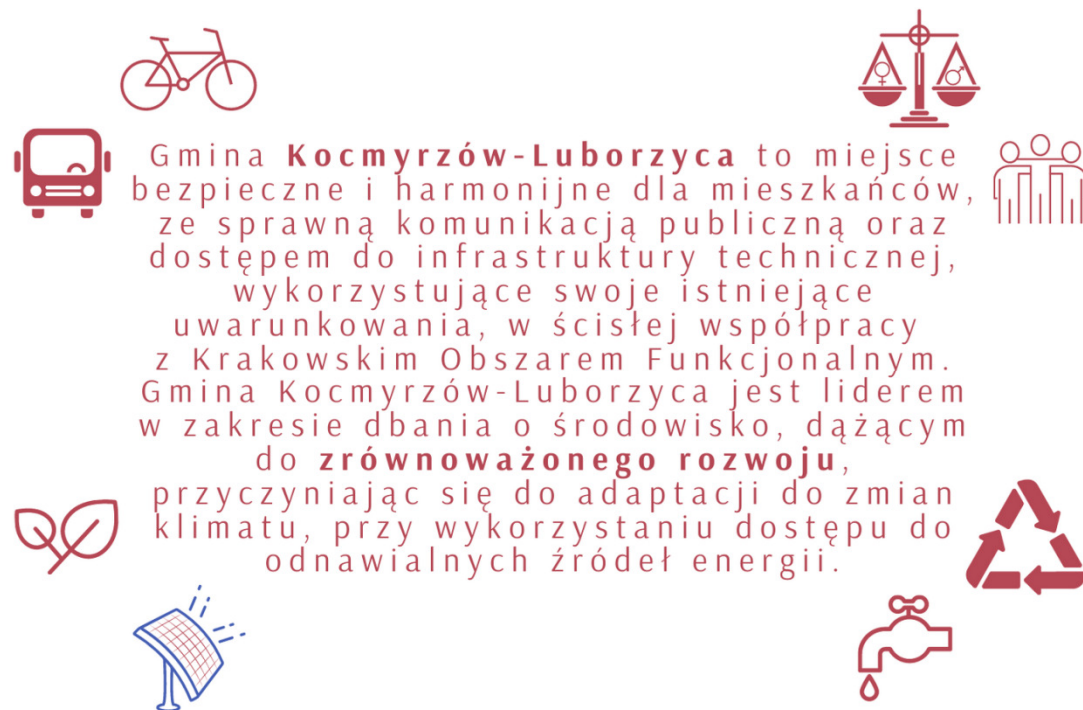 Gmina Kocmyrzów-Luborzyca to miejsce
bezpieczne i harmonijne dla mieszkańców,
ze sprawną komunikacją publiczną oraz
dostępem do infrastruktury technicznej,
wykorzystujące swoje istniejące
uwarunkowania, w ścisłej współpracy
z Krakowskim Obszarem Funkcjonalnym.
Gmina Kocmyrzów-Luborzyca jest liderem
w zakresie dbania o środowisko, dążącym
do zrównoważonego rozwoju,
przyczyniając się do adaptacji do zmian
klimatu, przy wykorzystaniu dostępu do
odnawialnych źródeł energii.